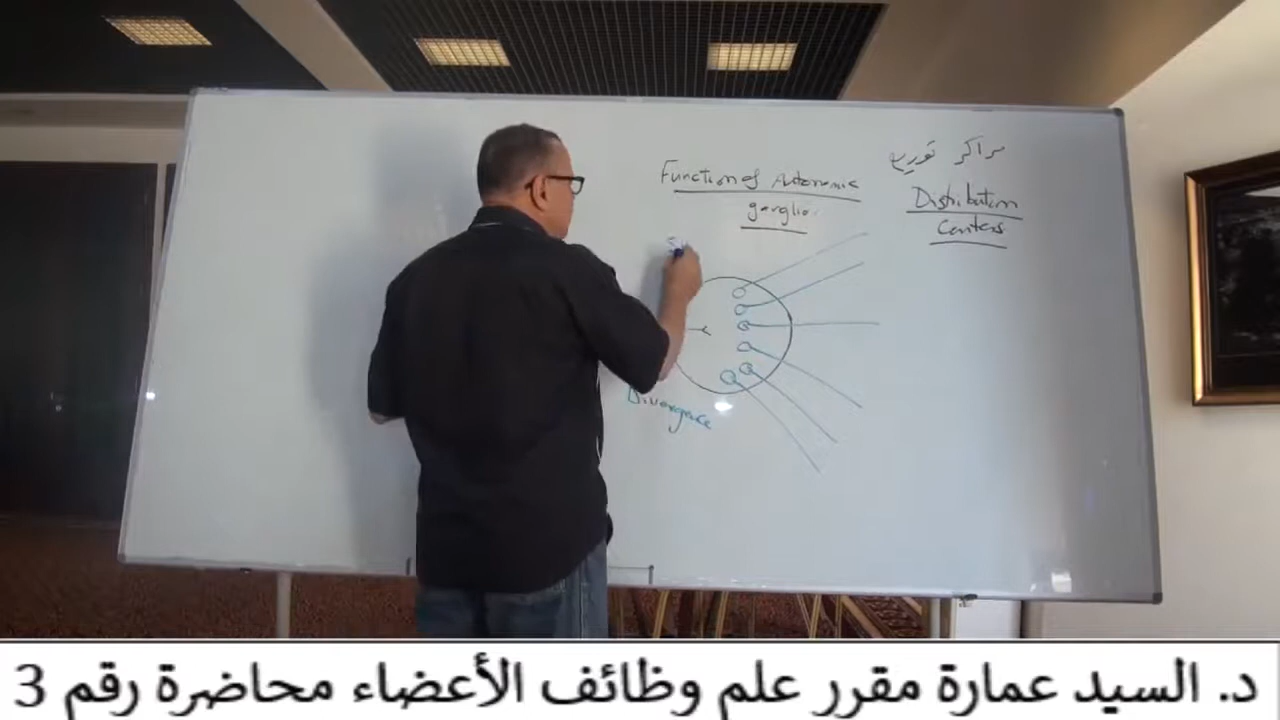 Function of Autonomic
ganglia
مراكز توزيع
Distribution
Centers
Divergence
د. السيد عمارة مقرر علم وظائف الأعضاء محاضرة رقم 3